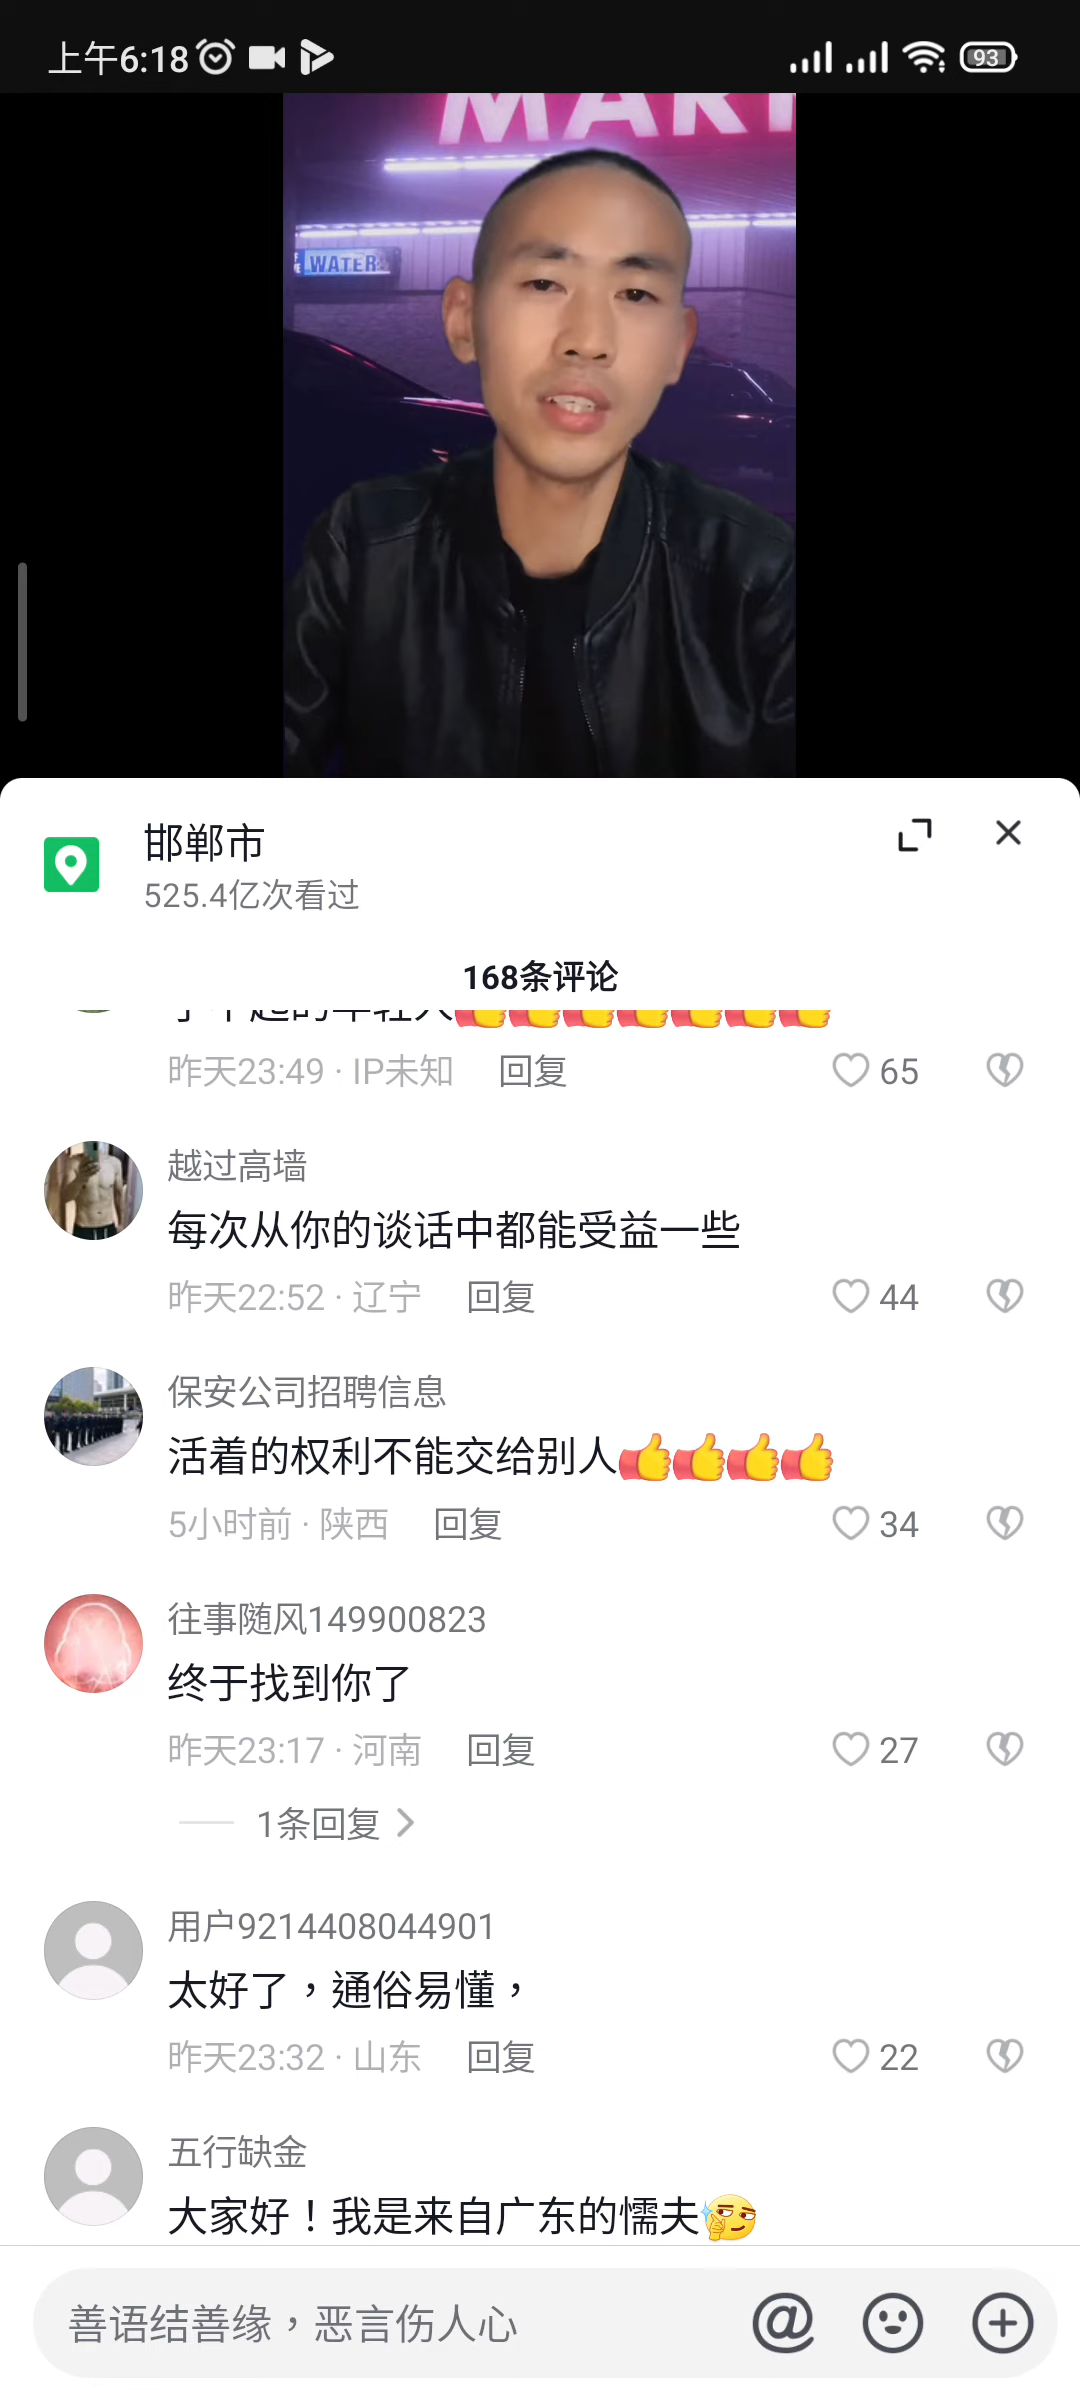 上午6:18
93
MAR
WATER
邯郸市
525.4亿次看过
168条评论
了不起的年轻人
昨天23:49 · IP未知 回复 65
越过高墙
每次从你的谈话中都能受益一些
昨天22:52 · 辽宁 回复 44
保安公司招聘信息
活着的权利不能交给别人👍👍👍👍
5小时前 · 陕西 回复 34
往事随风149900823
终于找到你了
昨天23:17 · 河南 回复 27
1条回复
用户9214408044901
太好了，通俗易懂，
昨天23:32 · 山东 回复 22
五行缺金
大家好！我是来自广东的懦夫
善语结善缘，恶言伤人心